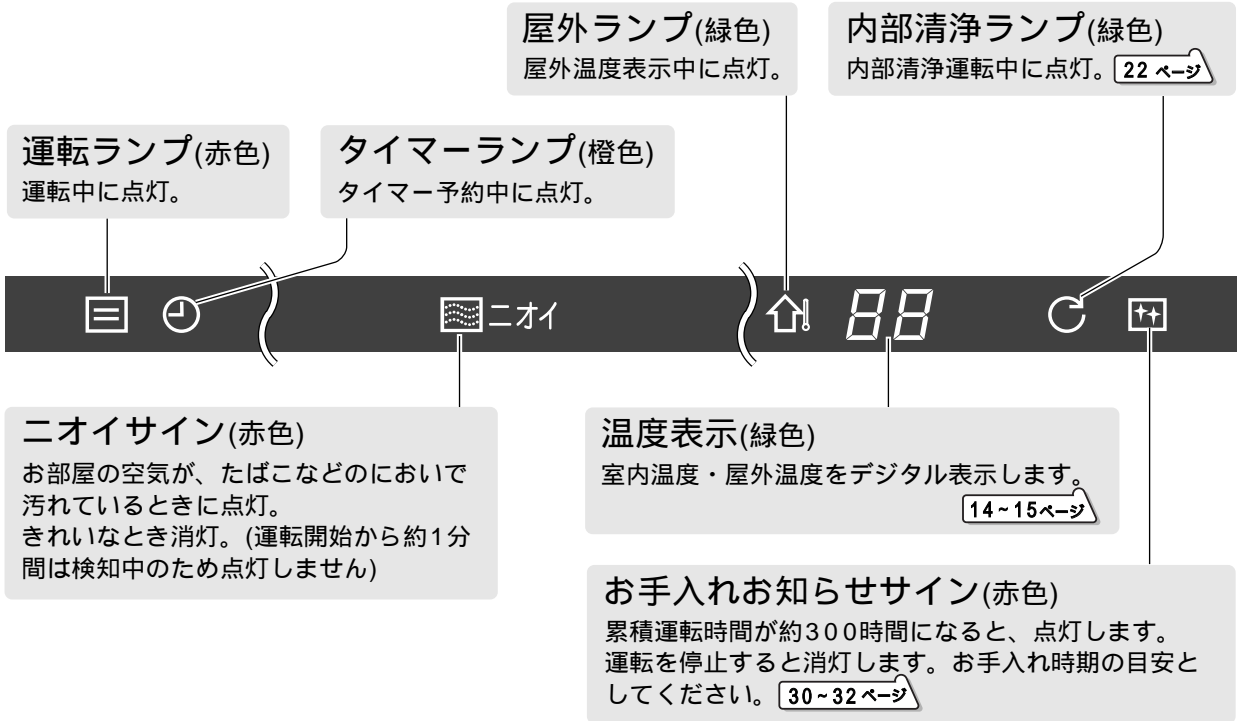 屋外ランプ(緑色)
屋外温度表示中に点灯。
内部清浄ランプ(緑色)
内部清浄運転中に点灯。 22 ページ
運転ランプ(赤色)
運転中に点灯。
タイマーランプ(橙色)
タイマー予約中に点灯。
ニオイ
88
ニオイサイン(赤色)
お部屋の空気が、たばこなどのにおいで
汚れているときに点灯。
きれいなとき消灯。(運転開始から約1分
間は検知中のため点灯しません)
温度表示(緑色)
室内温度・屋外温度をデジタル表示します。
14~15ページ
お手入れお知らせサイン(赤色)
累積運転時間が約300時間になると、点灯します。
運転を停止すると消灯します。お手入れ時期の目安と
してください。 30~32 ページ